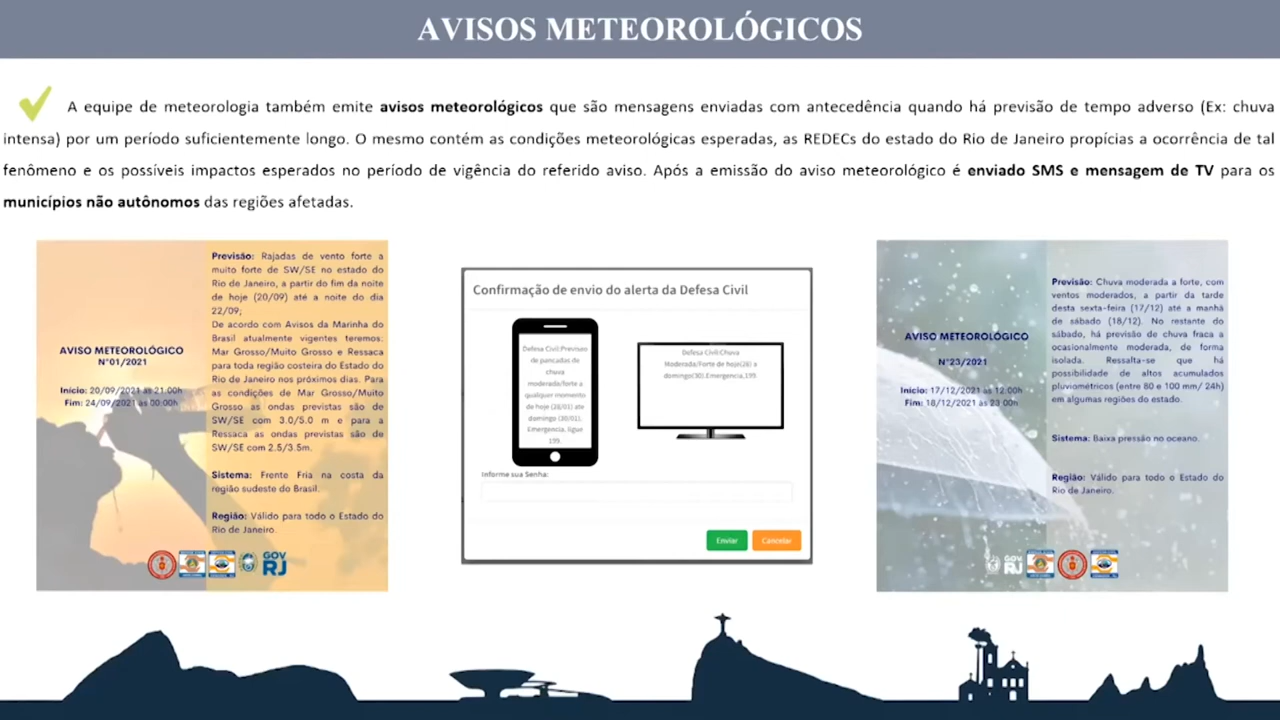 AVISOS METEOROLÓGICOS
A equipe de meteorologia também emite avisos meteorológicos que são mensagens enviadas com antecedência quando há previsão de tempo adverso (Ex: chuva
intensa) por um período suficientemente longo. O mesmo contém as condições meteorológicas esperadas, as REDECs do estado do Rio de Janeiro propícias a ocorrência de tal
fenômeno e os possíveis impactos esperados no período de vigência do referido aviso. Após a emissão do aviso meteorológico é enviado SMS e mensagem de TV para os
municípios não autônomos das regiões afetadas.
AVISO METEOROLÓGICO
N°01/2021
Início: 20/09/2021 às 21:00h
Fim: 24/09/2021 às 00:00h
Previsão: Rajadas de vento forte a
muito forte de SW/SE no estado do
Rio de Janeiro, a partir do fim da noite
de hoje (20/09) até a noite do dia
22/09;
De acordo com Avisos da Marinha do
Brasil atualmente vigentes teremos:
Mar Grosso/Muito Grosso e Ressaca
para toda região costeira do Estado do
Rio de Janeiro nos próximos dias. Para
as condições de Mar Grosso/Muito
Grosso as ondas previstas são de
SW/SE com 3.0/5.0 m e para a
Ressaca as ondas previstas são de
SW/SE com 2.5/3.5m.
Sistema: Frente Fria na costa da
região sudeste do Brasil.
Região: Válido para todo o Estado do
Rio de Janeiro.
GOV
RJ
Confirmação de envio do alerta da Defesa Civil
Defesa Civil:Previsao
de pancadas de
chuva
moderada/forte a
qualquer momento
de hoje (28/01) ate
domingo (30/01).
Emergencia, ligue
199.
Defesa Civil:Chuva
Moderada/Forte de hoje(28) a
domingo(30).Emergencia,199
Informe sua Senha:
Enviar
Cancelar
AVISO METEOROLÓGICO
N°23/2021
Início: 17/12/2021 às 12:00h
Fim: 18/12/2021 às 23:00h
Previsão: Chuva moderada a forte, com
ventos moderados, a partir da tarde
desta sexta-feira (17/12) até a manhã
de sábado (18/12). No restante do
sábado, há previsão de chuva fraca a
ocasionalmente moderada, de forma
isolada. Ressalta-se que há
possibilidade de altos acumulados
pluviométricos (entre 80 e 100 mm/ 24h)
em algumas regiões do estado.
Sistema: Baixa pressão no oceano.
Região: Válido para todo o Estado do
Rio de Janeiro.
GOV
RJ